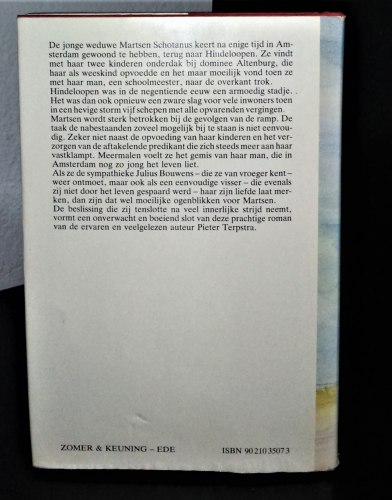 De jonge weduwe Martsen Schotanus keert na enige tijd in Am-
sterdam gewoond te hebben, terug naar Hindeloopen. Ze vindt
met haar twee kinderen onderdak bij dominee Altenburg, die
haar als weeskind opvoedde en het maar moeilijk vond toen ze
met haar man, een schoolmeester, naar de overkant trok.
Hindeloopen was in de negentiende eeuw een armoedig stadje. .
Het was dan ook opnieuw een zware slag voor vele inwoners toen
in een hevige storm vijf schepen met alle opvarenden vergingen.
Martsen wordt sterk betrokken bij de gevolgen van de ramp. De
taak de nabestaanden zoveel mogelijk bij te staan is niet eenvou-
dig. Zeker niet naast de opvoeding van haar kinderen en het ver-
zorgen van de aftakelende predikant die zich steeds meer aan haar
vastklampt. Meermalen voelt ze het gemis van haar man, die in
Amsterdam nog zo jong het leven liet.
Als ze de sympathieke Julius Bouwens – die ze van vroeger kent –
weer ontmoet, maar ook als een eenvoudige visser – die evenals
zij niet door het leven gespaard werd – haar zijn liefde laat mer-
ken, dan zijn dat wel moeilijke ogenblikken voor Martsen.
De beslissing die zij tenslotte na veel innerlijke strijd neemt,
vormt een onverwacht en boeiend slot van deze prachtige roman
van de ervaren en veelgelezen auteur Pieter Terpstra.
ZOMER & KEUNING – EDE
ISBN 90 210 3507 3